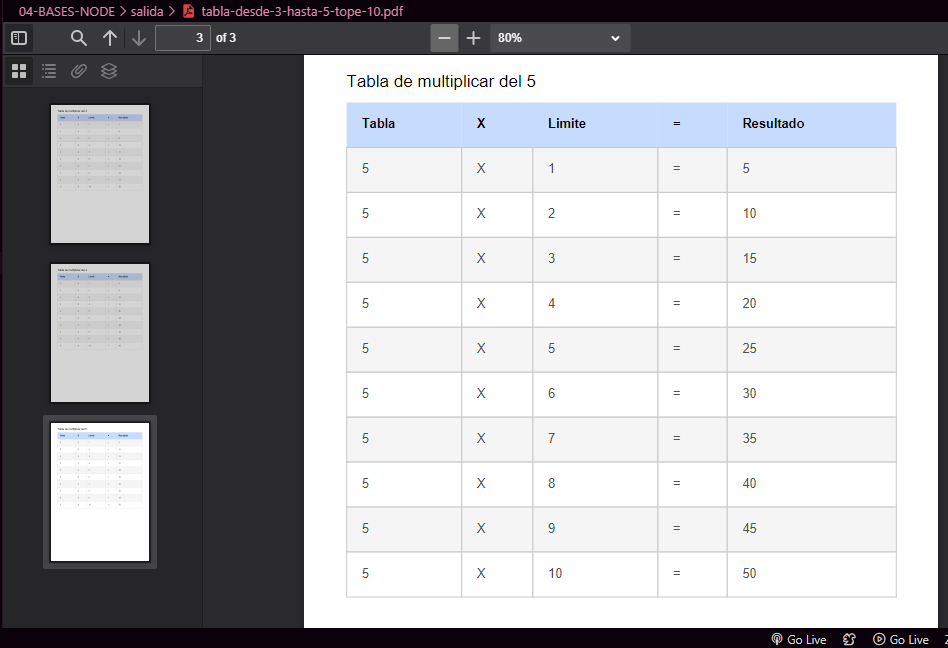 04-BASES-NODE > salida > tabla-desde-3-hasta-5-tope-10.pdf
3 of 3 80%
Tabla de multiplicar del 5
Tabla X Limite = Resultado
5 X 1 = 5
5 X 2 = 10
5 X 3 = 15
5 X 4 = 20
5 X 5 = 25
5 X 6 = 30
5 X 7 = 35
5 X 8 = 40
5 X 9 = 45
5 X 10 = 50
Go Live Go Live